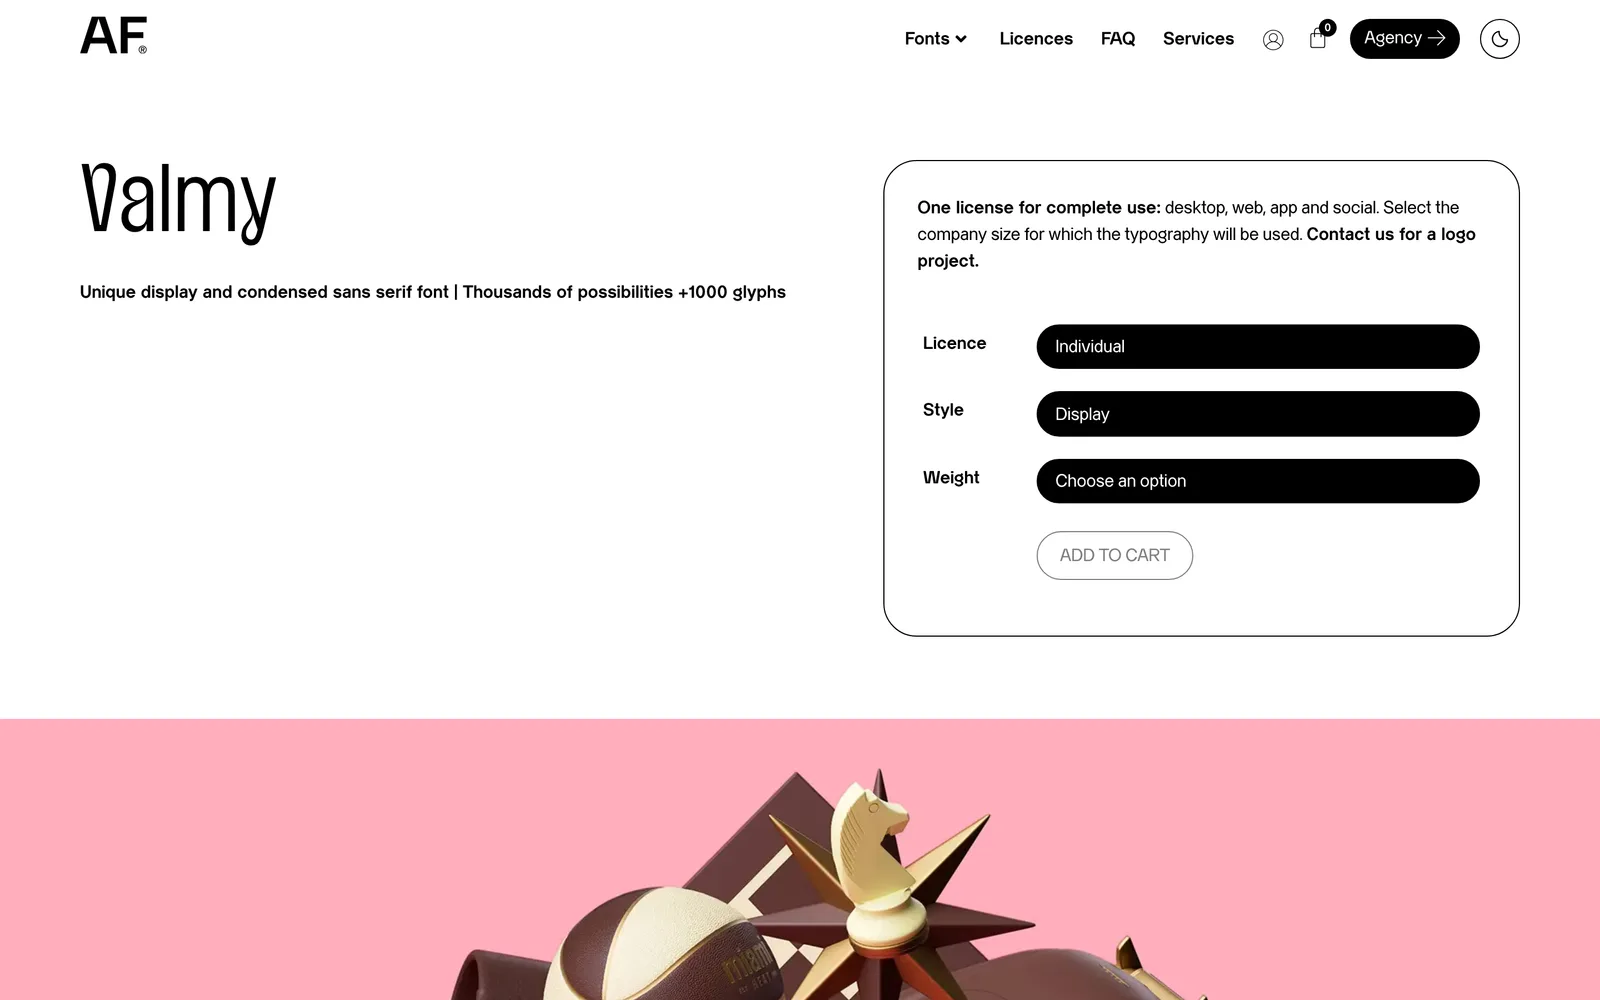 AF®
Fonts
Licences
FAQ
Services
0
Agency
Valmy
Unique display and condensed sans serif font | Thousands of possibilities +1000 glyphs
One license for complete use: desktop, web, app and social. Select the
company size for which the typography will be used. Contact us for a logo
project.
Licence
Individual
Style
Display
Weight
Choose an option
ADD TO CART
miami